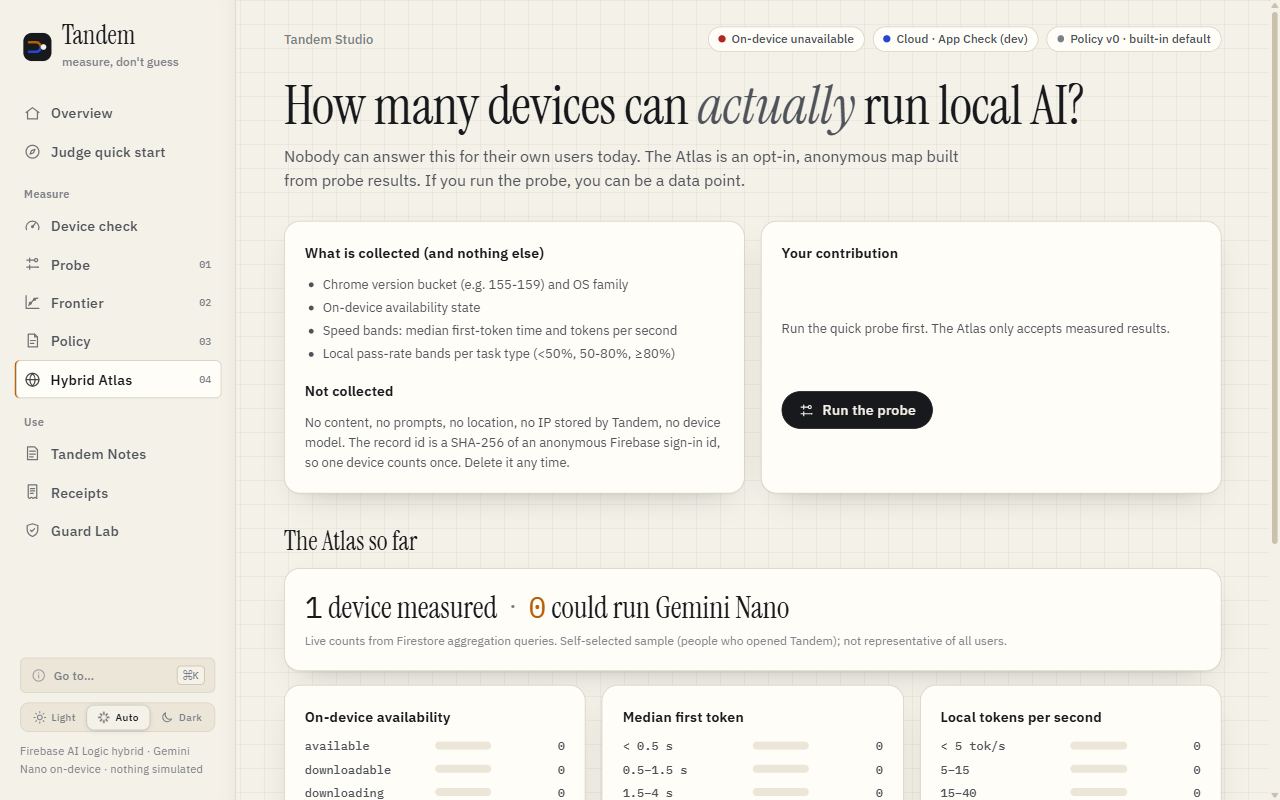 Tandem
measure, don't guess
Overview
Judge quick start
Measure
Device check
Probe 01
Frontier 02
Policy 03
Hybrid Atlas 04
Use
Tandem Notes
Receipts
Guard Lab
Go to…
⌘K
Light
Auto
Dark
Firebase AI Logic hybrid · Gemini
Nano on-device · nothing simulated
Tandem Studio
On-device unavailable
Cloud · App Check (dev)
Policy v0 · built-in default
How many devices can actually run local AI?
Nobody can answer this for their own users today. The Atlas is an opt-in, anonymous map built
from probe results. If you run the probe, you can be a data point.
What is collected (and nothing else)
• Chrome version bucket (e.g. 155-159) and OS family
• On-device availability state
• Speed bands: median first-token time and tokens per second
• Local pass-rate bands per task type (<50%, 50-80%, ≥80%)
Not collected
No content, no prompts, no location, no IP stored by Tandem, no device
model. The record id is a SHA-256 of an anonymous Firebase sign-in id,
so one device counts once. Delete it any time.
Your contribution
Run the quick probe first. The Atlas only accepts measured results.
Run the probe
The Atlas so far
1 device measured · 0 could run Gemini Nano
Live counts from Firestore aggregation queries. Self-selected sample (people who opened Tandem); not representative of all users.
On-device availability
available 0
downloadable 0
downloading 0
Median first token
< 0.5 s 0
0.5–1.5 s 0
1.5–4 s 0
Local tokens per second
< 5 tok/s 0
5–15 0
15–40 0